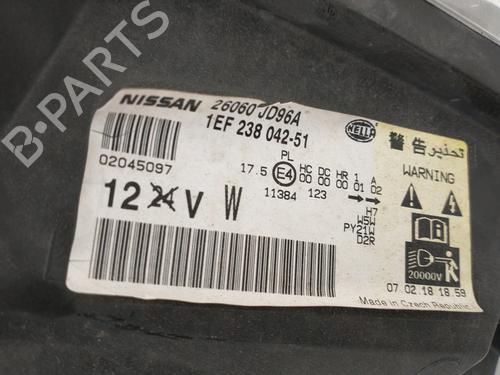 NISSAN 26060 JD96A
1EF 238 042-51
HELLA
警告 تحذير
02045097
PL
17.5 E4 HC DC HR 1 A
00 00 00 01 02
11384 123
12 24 V W
H7
W5W
PY21W
D2R
20000V
07.02.18 18.59
Made in Czech Republic
B-PARTS